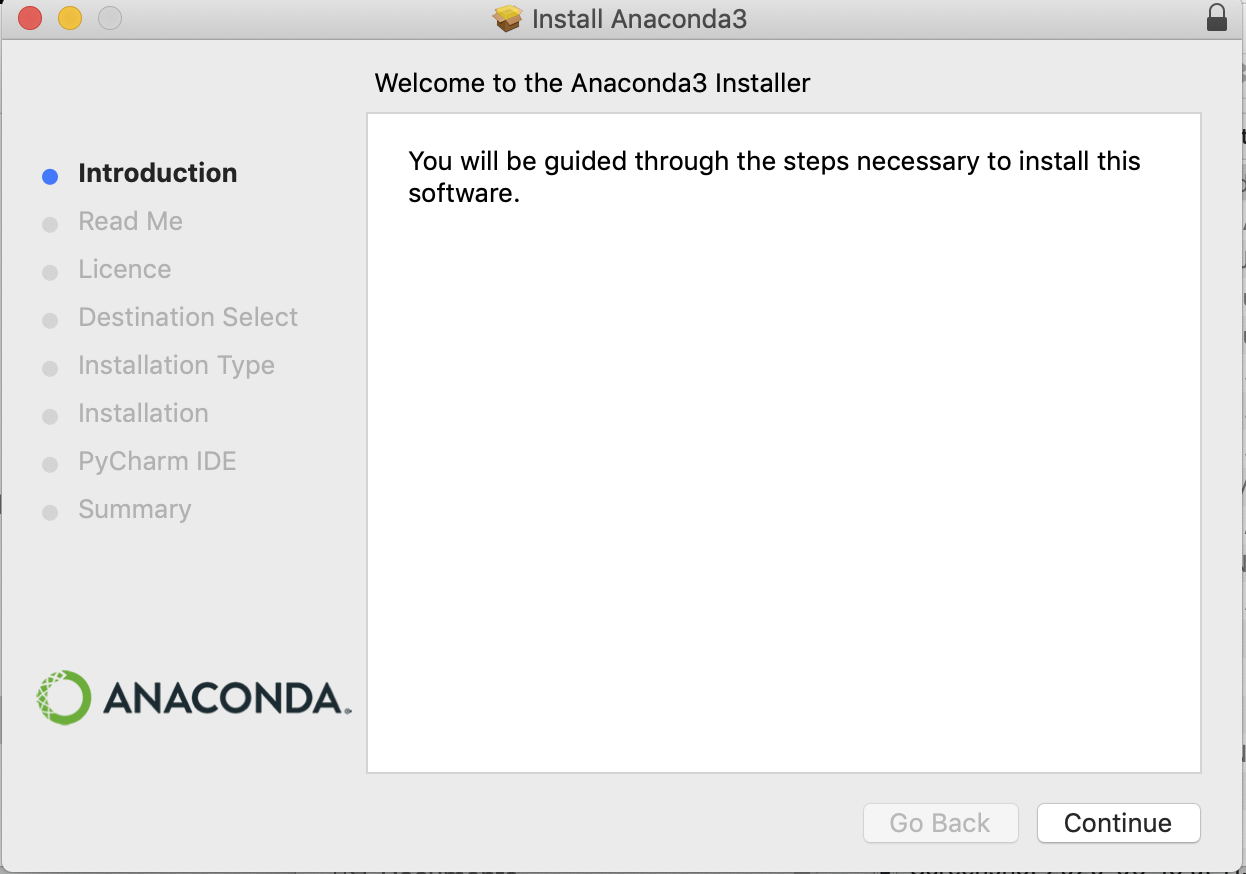 Install Anaconda3
Welcome to the Anaconda3 Installer
You will be guided through the steps necessary to install this
software.
Introduction
Read Me
Licence
Destination Select
Installation Type
Installation
PyCharm IDE
Summary
ANACONDA.
Go Back
Continue